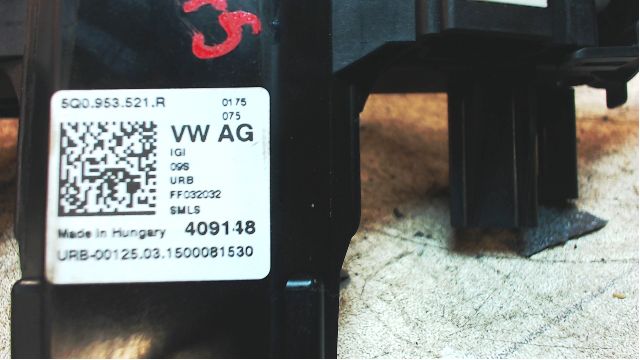 5Q0.953.521.R
0175
075
VW AG
IGI
09S
URB
FF032032
SMLS
Made in Hungary 409148
URB-00125.03.1500081530